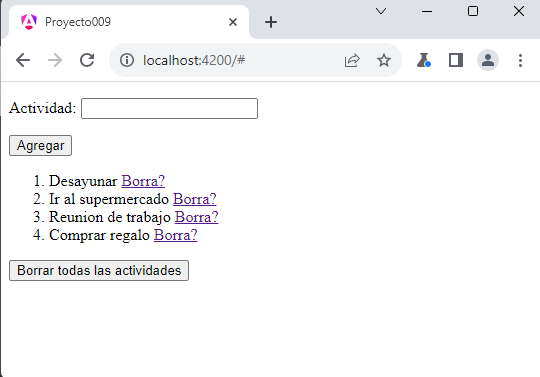 Proyecto009
localhost:4200/#
Actividad:
Agregar
1. Desayunar Borra?
2. Ir al supermercado Borra?
3. Reunion de trabajo Borra?
4. Comprar regalo Borra?
Borrar todas las actividades